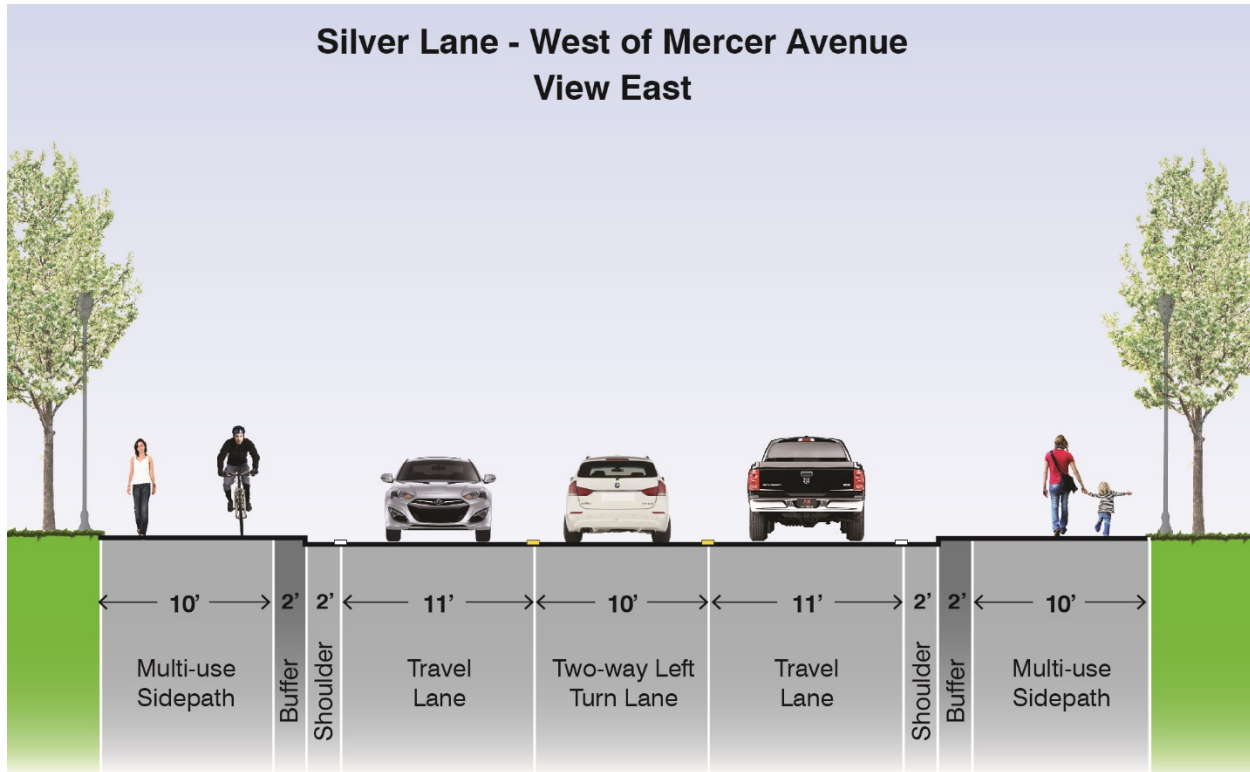 Silver Lane - West of Mercer Avenue
View East
10’
2’
2’
11’
10’
11’
2’
2’
10’
Multi-use
Sidepath
Buffer
Shoulder
Travel
Lane
Two-way Left
Turn Lane
Travel
Lane
Shoulder
Buffer
Multi-use
Sidepath